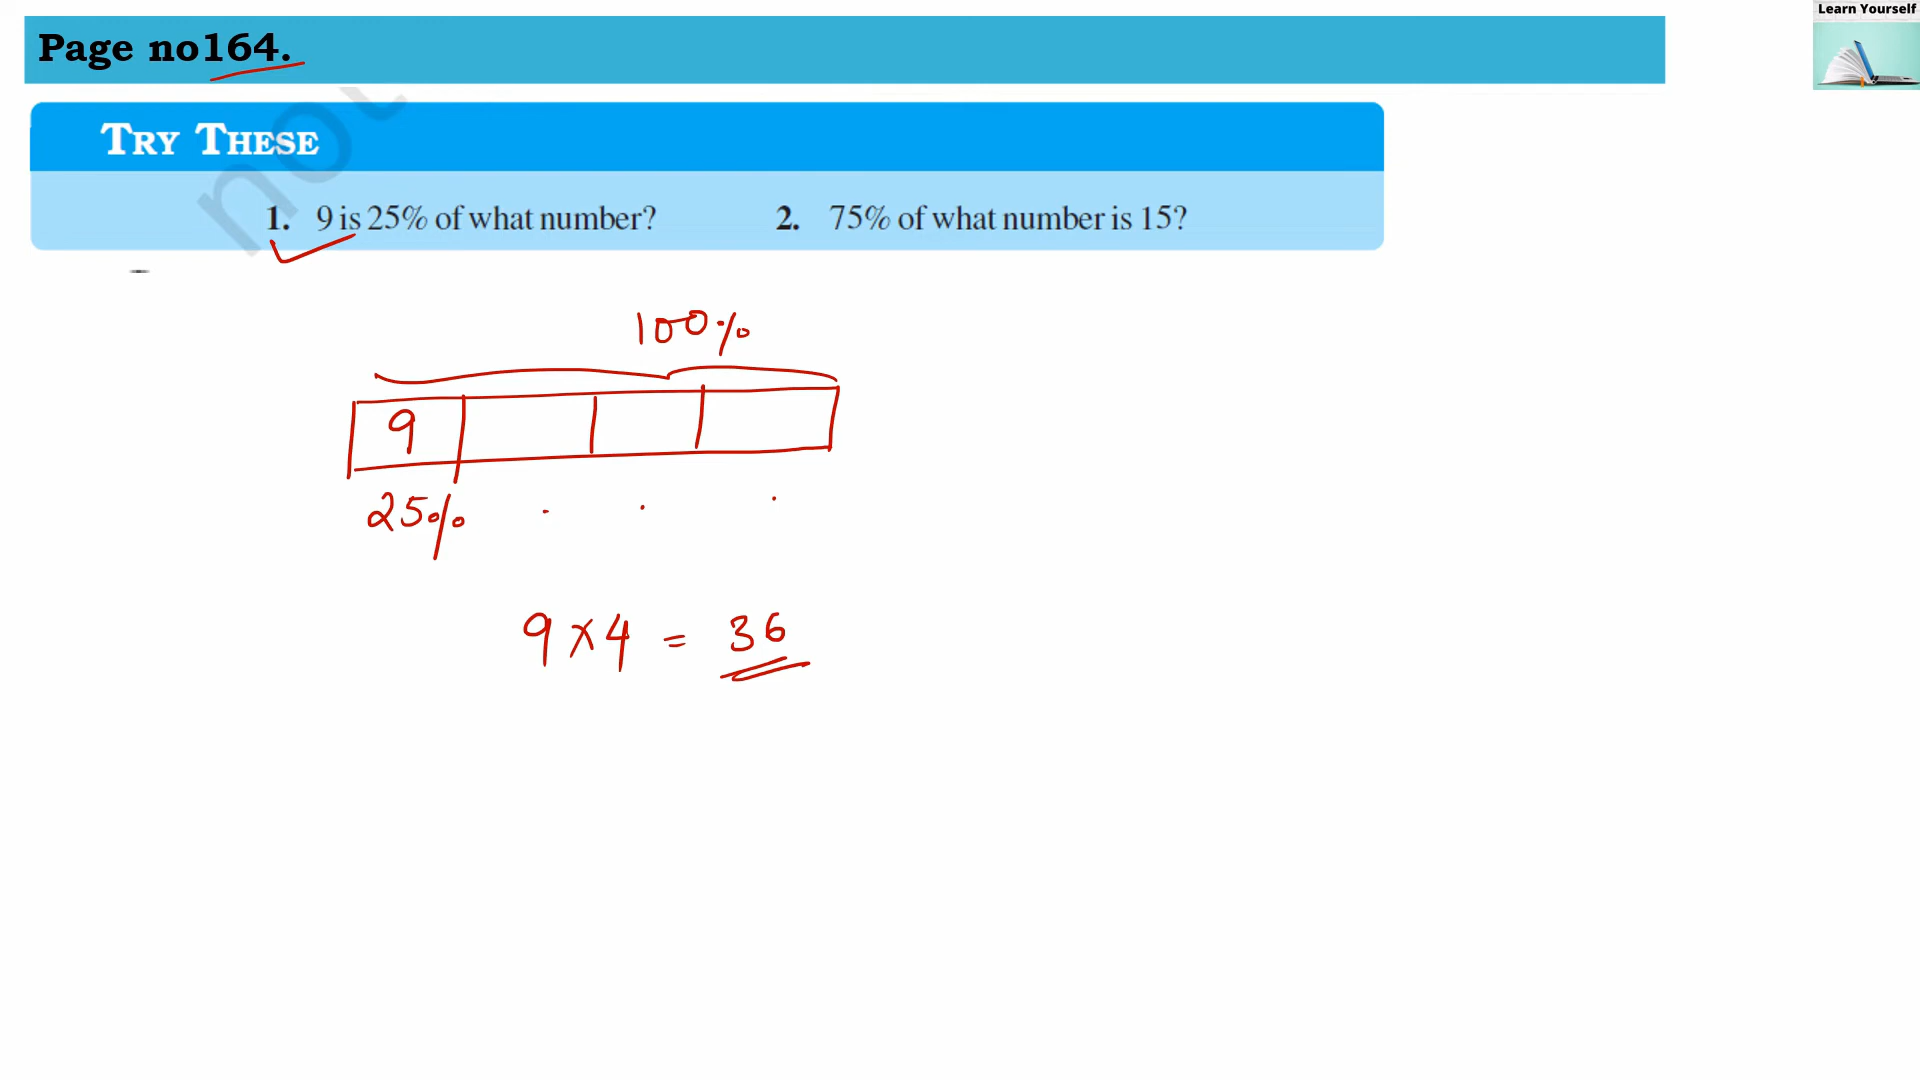 Learn Yourself
Page no164.
TRY THESE
not
1. 9 is 25% of what number? 2. 75% of what number is 15?
100%
9
25%
9 × 4 = 36